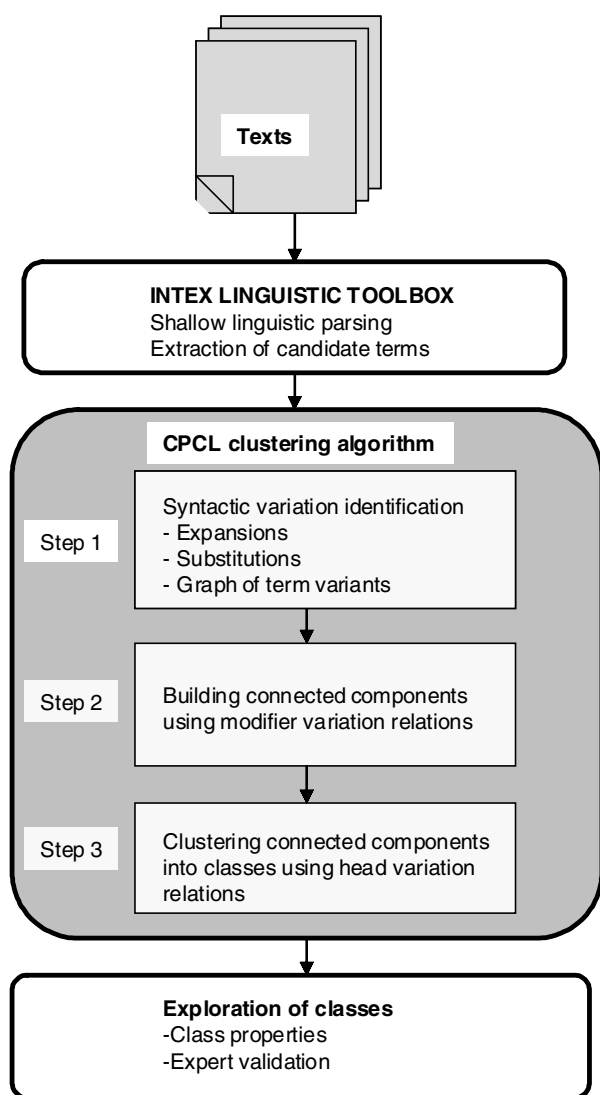 Texts
INTEX LINGUISTIC TOOLBOX
Shallow linguistic parsing
Extraction of candidate terms
CPCL clustering algorithm
Step 1
Syntactic variation identification
- Expansions
- Substitutions
- Graph of term variants
Step 2
Building connected components
using modifier variation relations
Step 3
Clustering connected components
into classes using head variation
relations
Exploration of classes
-Class properties
-Expert validation